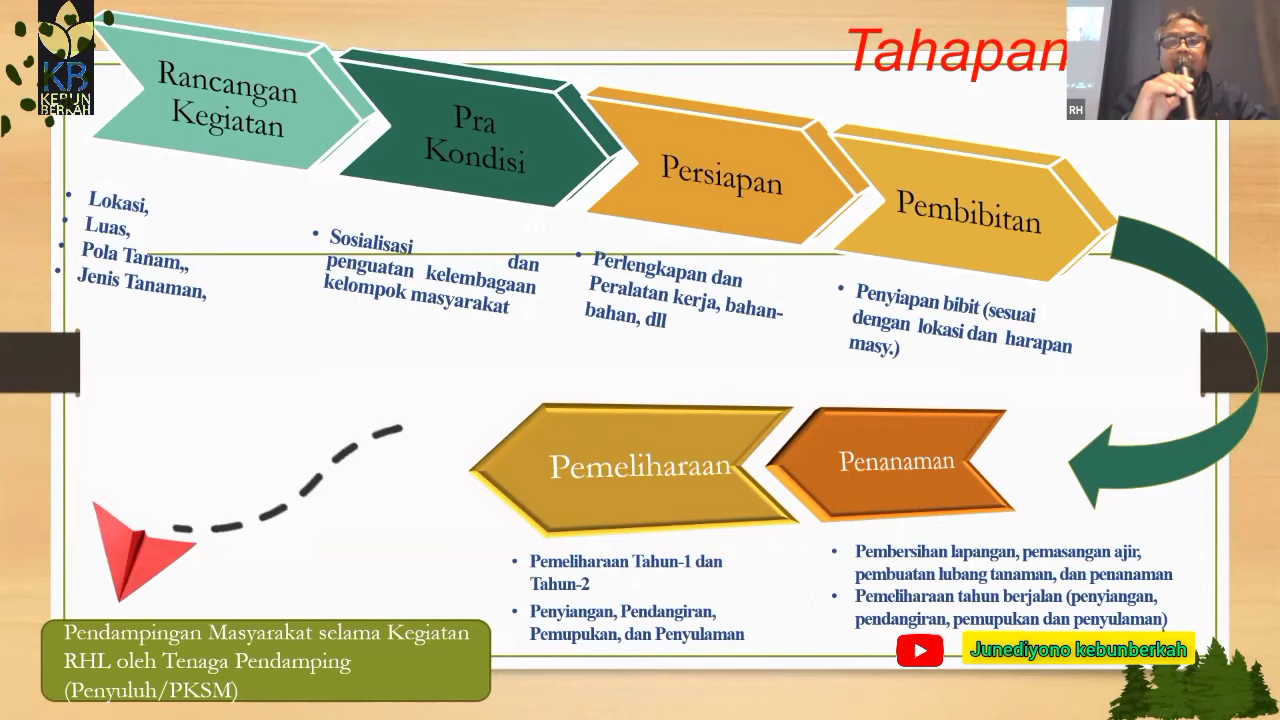 Tahapan
KB
KEBUN
BERKAH
RH
Rancangan
Kegiatan
Pra
Kondisi
Persiapan
Pembibitan
• Lokasi,
• Luas,
• Pola Tanam,,
• Jenis Tanaman,
• Sosialisasi dan
penguatan kelembagaan
kelompok masyarakat
• Perlengkapan dan
Peralatan kerja, bahan-
bahan, dll
• Penyiapan bibit (sesuai
dengan lokasi dan harapan
masy.)
Penanaman
• Pembersihan lapangan, pemasangan ajir,
pembuatan lubang tanaman, dan penanaman
• Pemeliharaan tahun berjalan (penyiangan,
pendangiran, pemupukan dan penyulaman)
Pemeliharaan
• Pemeliharaan Tahun-1 dan
Tahun-2
• Penyiangan, Pendangiran,
Pemupukan, dan Penyulaman
Pendampingan Masyarakat selama Kegiatan
RHL oleh Tenaga Pendamping
(Penyuluh/PKSM)
Junediyono kebunberkah